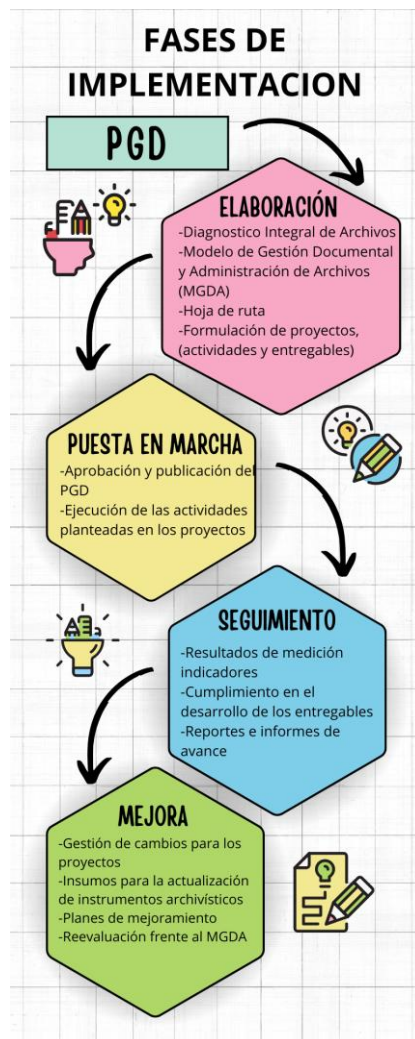 FASES DE
IMPLEMENTACION
PGD
ELABORACIÓN
-Diagnostico Integral de Archivos
-Modelo de Gestión Documental
y Administración de Archivos
(MGDA)
-Hoja de ruta
-Formulación de proyectos,
(actividades y entregables)
PUESTA EN MARCHA
-Aprobación y publicación del
PGD
-Ejecución de las actividades
planteadas en los proyectos
SEGUIMIENTO
-Resultados de medición
indicadores
-Cumplimiento en el
desarrollo de los entregables
-Reportes e informes de
avance
MEJORA
-Gestión de cambios para los
proyectos
-Insumos para la actualización
de instrumentos archivísticos
-Planes de mejoramiento
-Reevaluación frente al MGDA